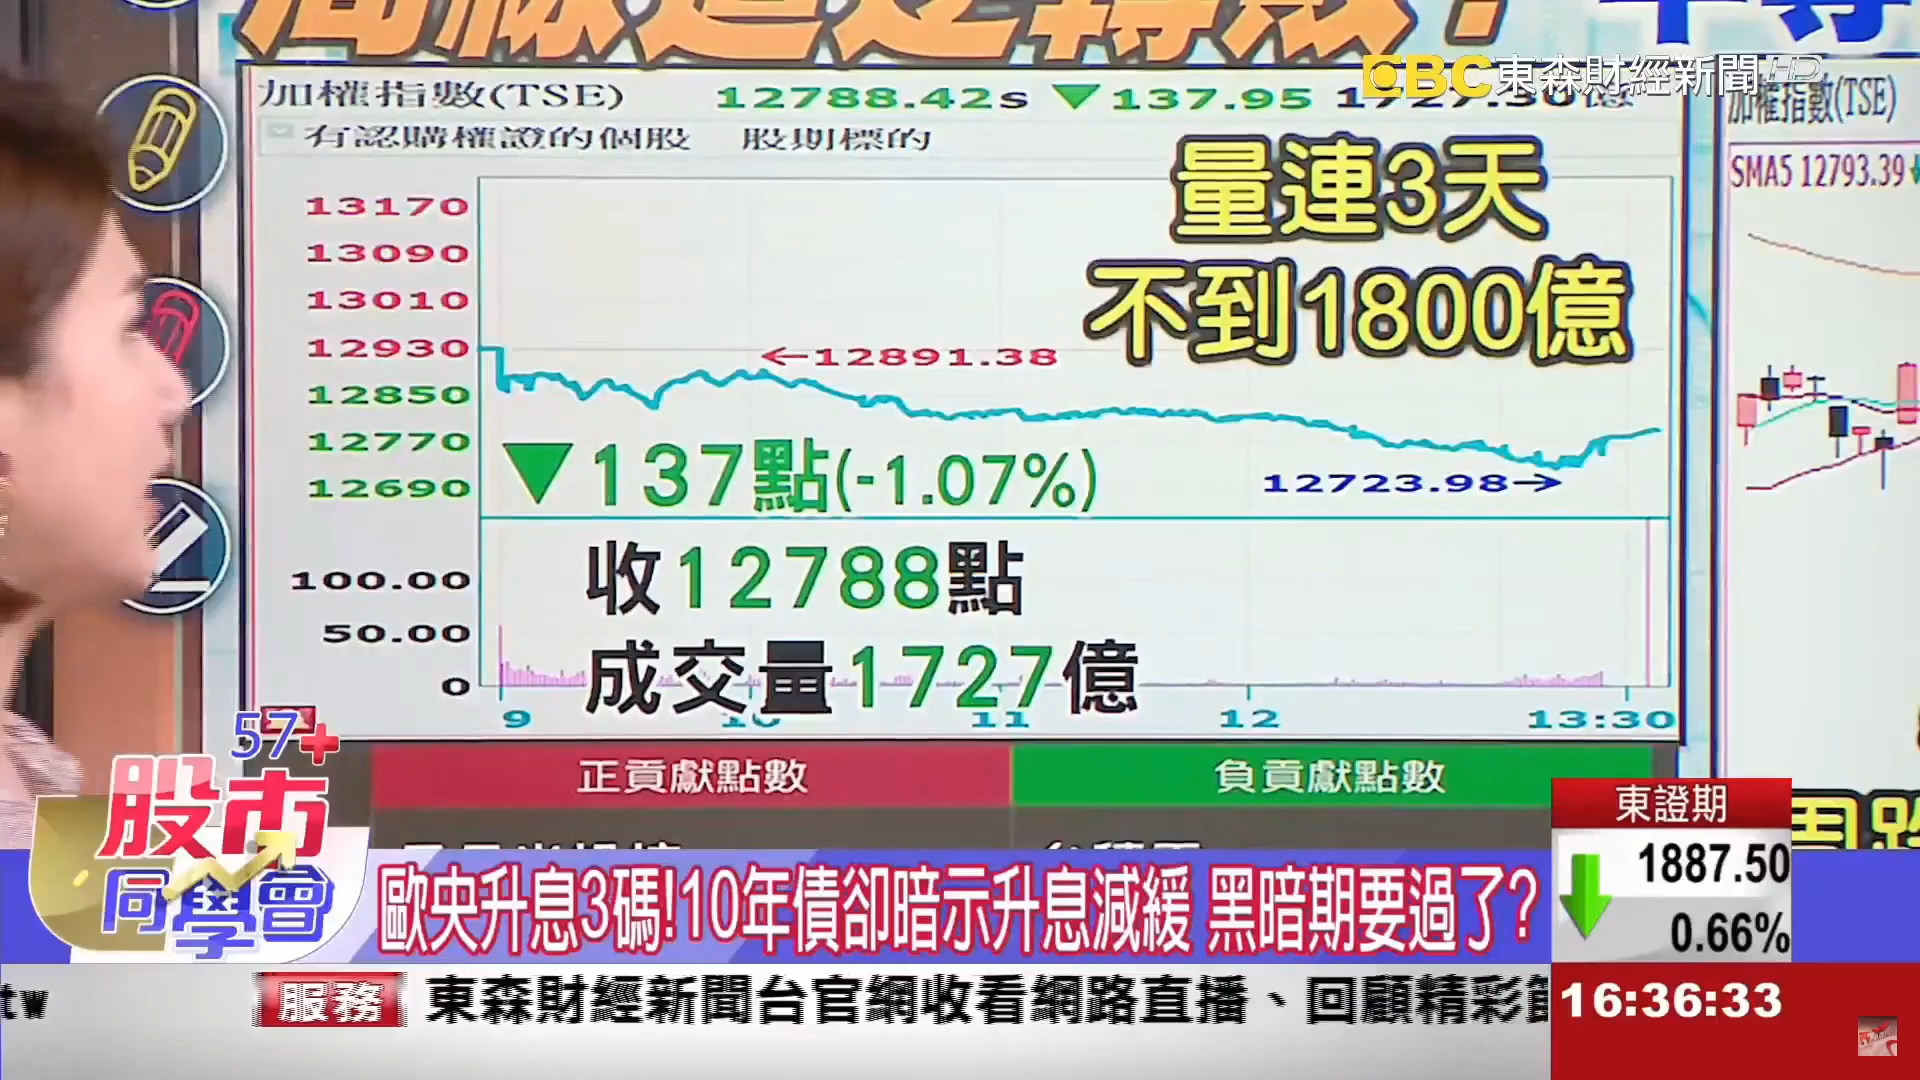 EBC 東森財經新聞 HD
加權指數(TSE) 12788.42s ▼137.95 1727.30億
有認購權證的個股 股期標的
量連3天
不到1800億
13170
13090
13010
12930
12850
12770
12690
←12891.38
12723.98→
▼137點(-1.07%)
收12788點
成交量1727億
100.00
50.00
0
9 10 11 12 13:30
加權指數(TSE)
SMA5 12793.39
正貢獻點數 負貢獻點數
57+
股市
同學會
歐央升息3碼!10年債卻暗示升息減緩 黑暗期要過了?
東證期
1887.50
0.66%
tw 服務 東森財經新聞台官網收看網路直播、回顧精彩
16:36:33